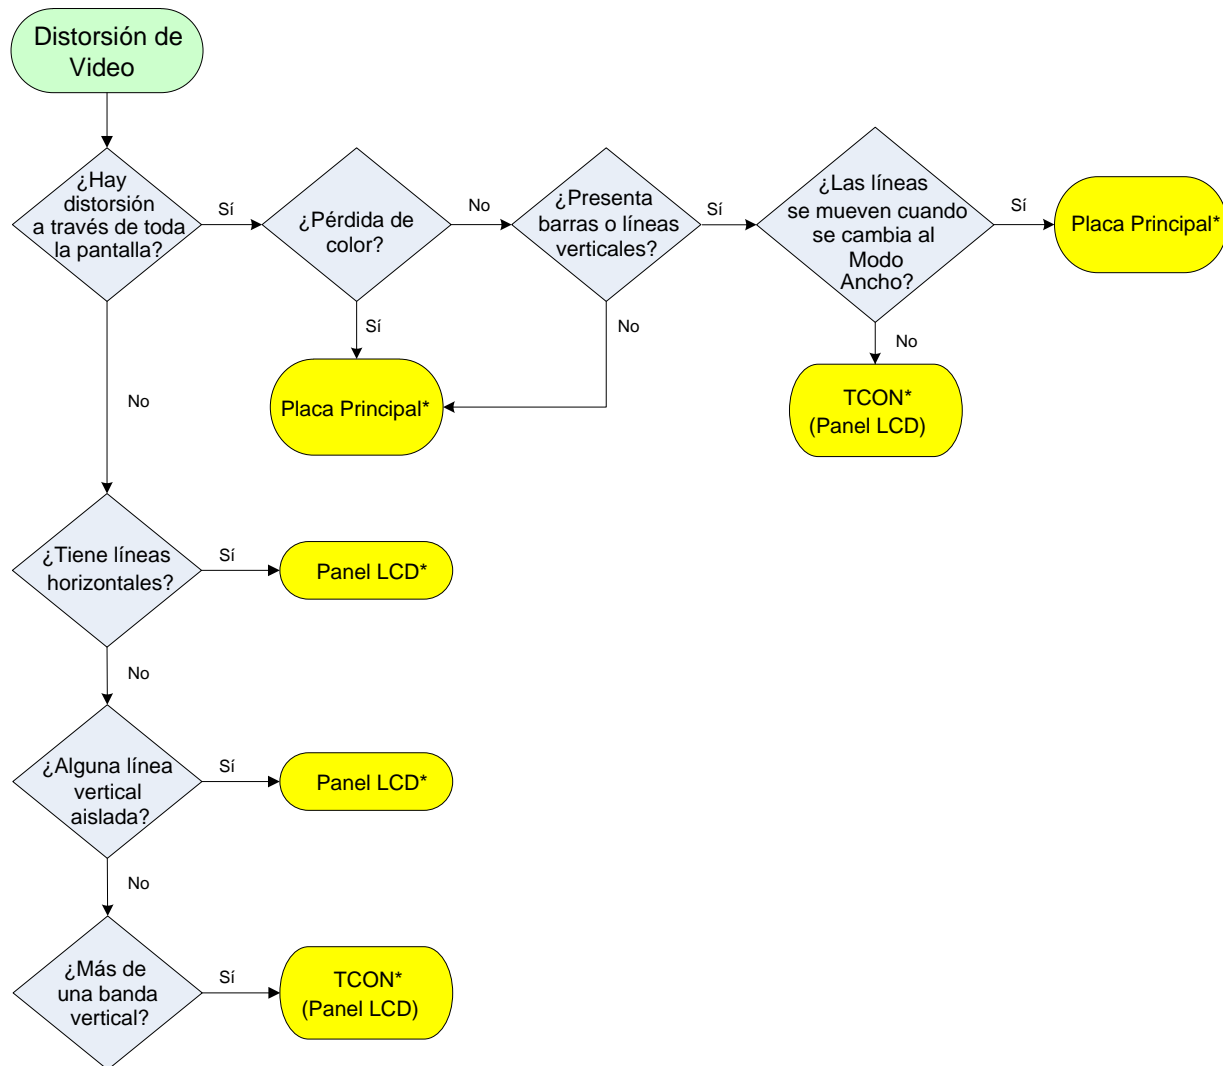 Distorsión de
Video
¿Hay
distorsión
a través de toda
la pantalla?
Sí
¿Pérdida de
color?
No
¿Presenta
barras o líneas
verticales?
Sí
¿Las líneas
se mueven cuando
se cambia al
Modo
Ancho?
Sí
Placa Principal*
Sí
No
No
No
Placa Principal*
TCON*
(Panel LCD)
¿Tiene líneas
horizontales?
Sí
Panel LCD*
No
¿Alguna línea
vertical
aislada?
Sí
Panel LCD*
No
¿Más de
una banda
vertical?
Sí
TCON*
(Panel LCD)